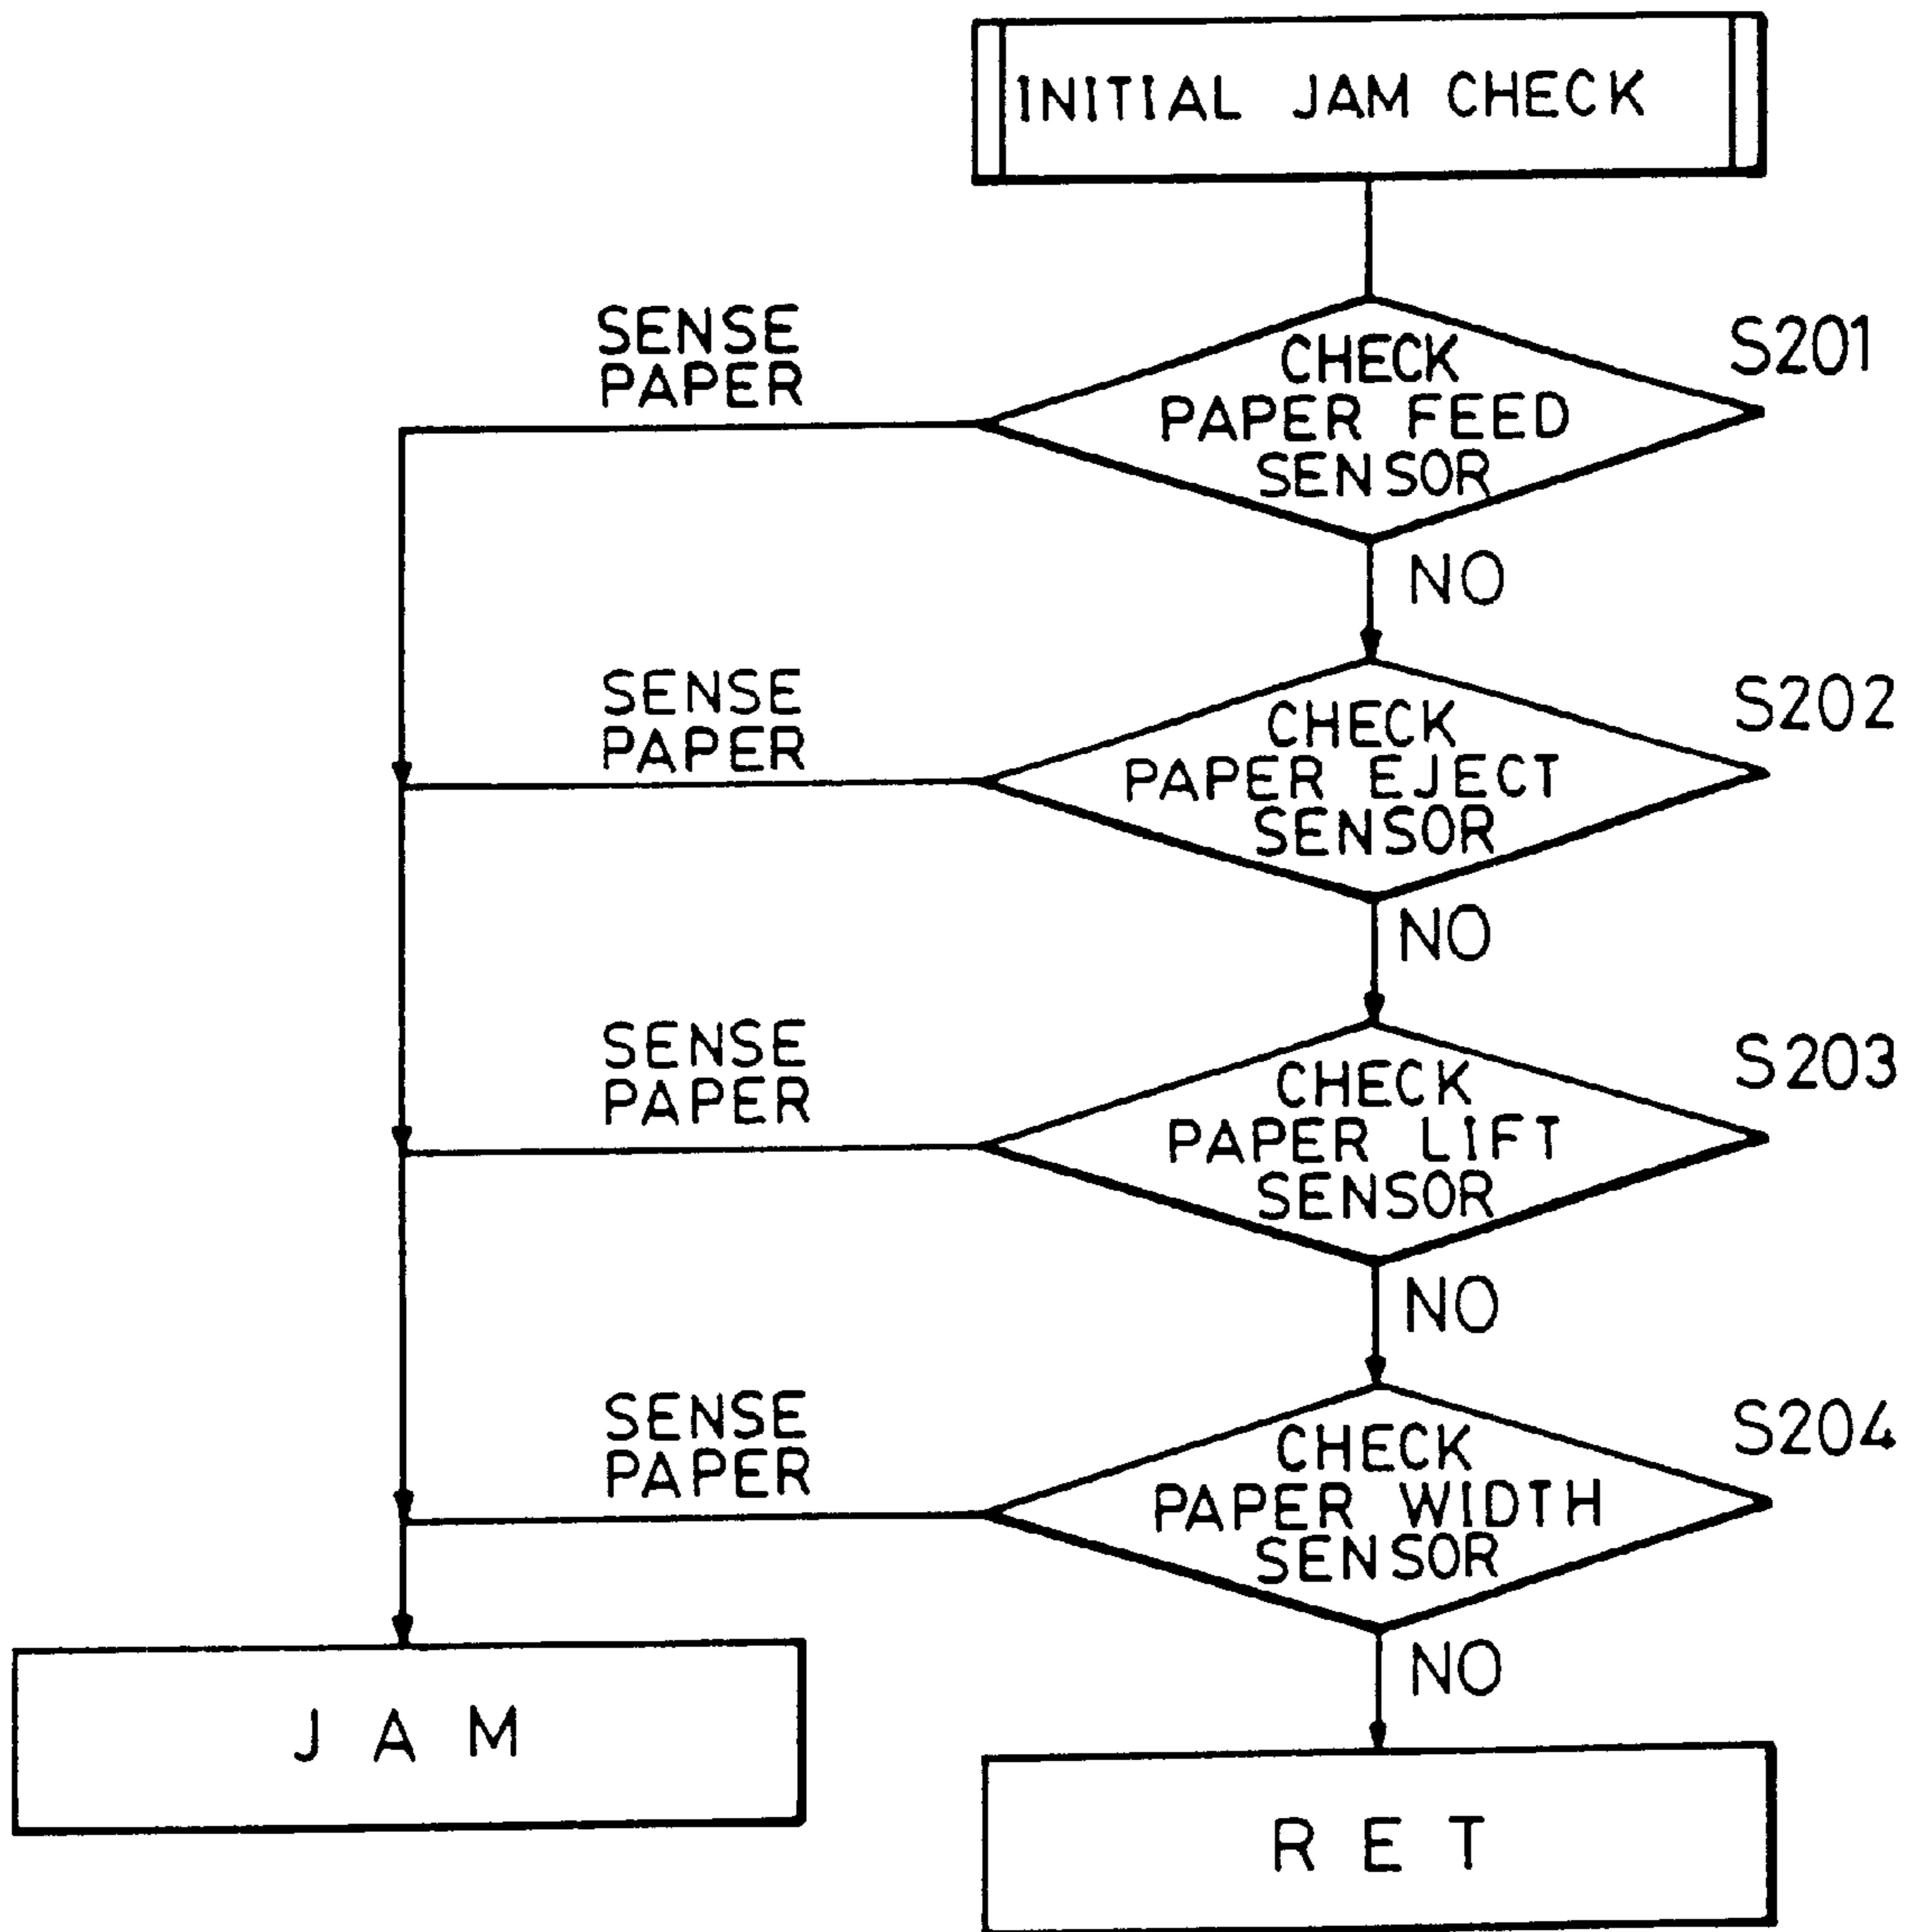 INITIAL JAM CHECK
SENSE
PAPER
CHECK
PAPER FEED
SENSOR
S201
NO
SENSE
PAPER
CHECK
PAPER EJECT
SENSOR
S202
NO
SENSE
PAPER
CHECK
PAPER LIFT
SENSOR
S203
NO
SENSE
PAPER
CHECK
PAPER WIDTH
SENSOR
S204
NO
JAM
RET